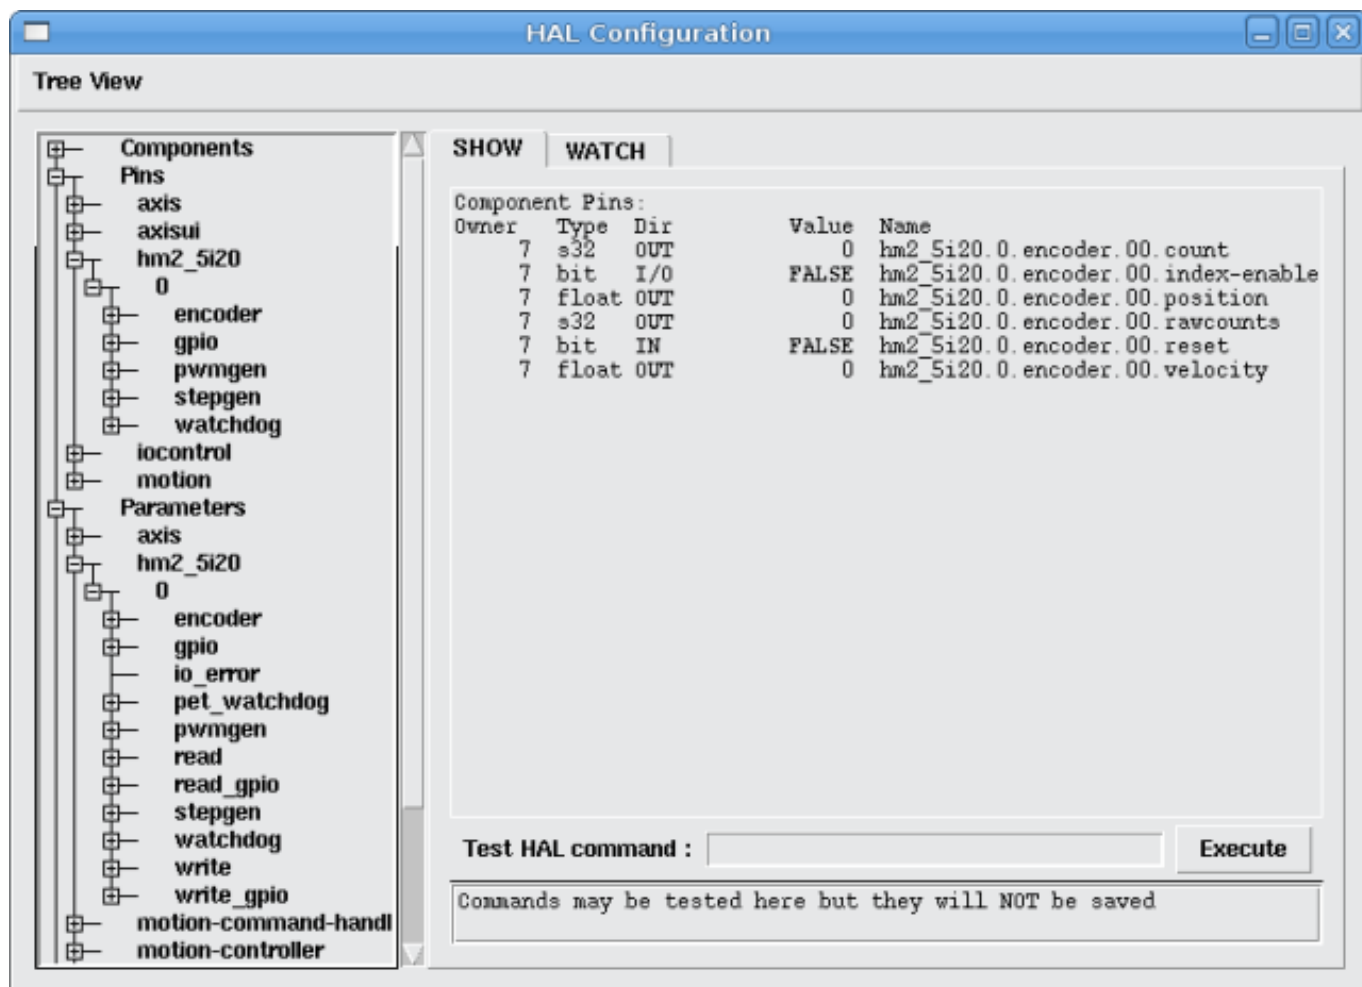 HAL Configuration
Tree View
Components
Pins
axis
axisui
hm2_5i20
0
encoder
gpio
pwmgen
stepgen
watchdog
iocontrol
motion
Parameters
axis
hm2_5i20
0
encoder
gpio
io_error
pet_watchdog
pwmgen
read
read_gpio
stepgen
watchdog
write
write_gpio
motion-command-handl
motion-controller
SHOW WATCH
Component Pins:
Owner Type Dir Value Name
7 s32 OUT 0 hm2_5i20.0.encoder.00.count
7 bit I/O FALSE hm2_5i20.0.encoder.00.index-enable
7 float OUT 0 hm2_5i20.0.encoder.00.position
7 s32 OUT 0 hm2_5i20.0.encoder.00.rawcounts
7 bit IN FALSE hm2_5i20.0.encoder.00.reset
7 float OUT 0 hm2_5i20.0.encoder.00.velocity
Test HAL command : Execute
Commands may be tested here but they will NOT be saved